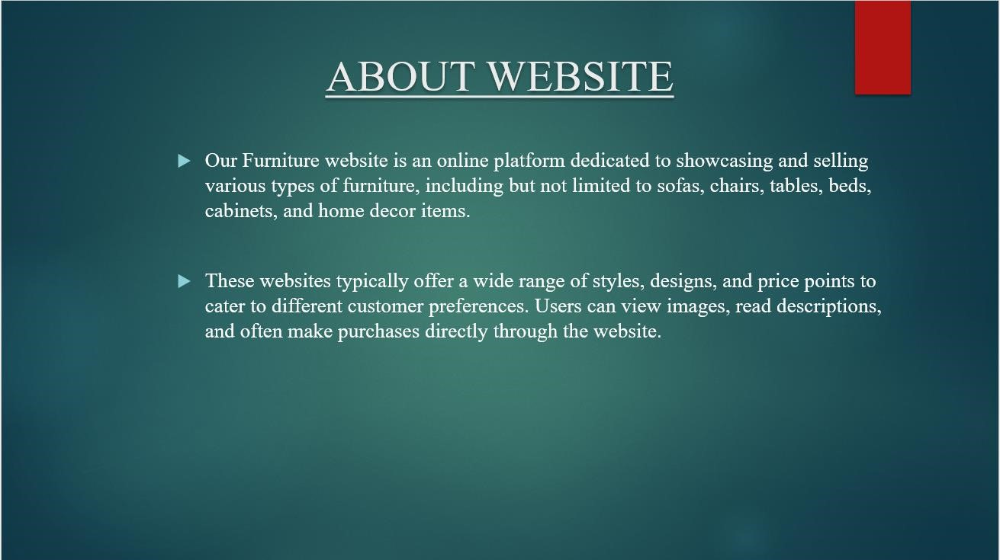 ABOUT WEBSITE
Our Furniture website is an online platform dedicated to showcasing and selling
various types of furniture, including but not limited to sofas, chairs, tables, beds,
cabinets, and home decor items.
These websites typically offer a wide range of styles, designs, and price points to
cater to different customer preferences. Users can view images, read descriptions,
and often make purchases directly through the website.